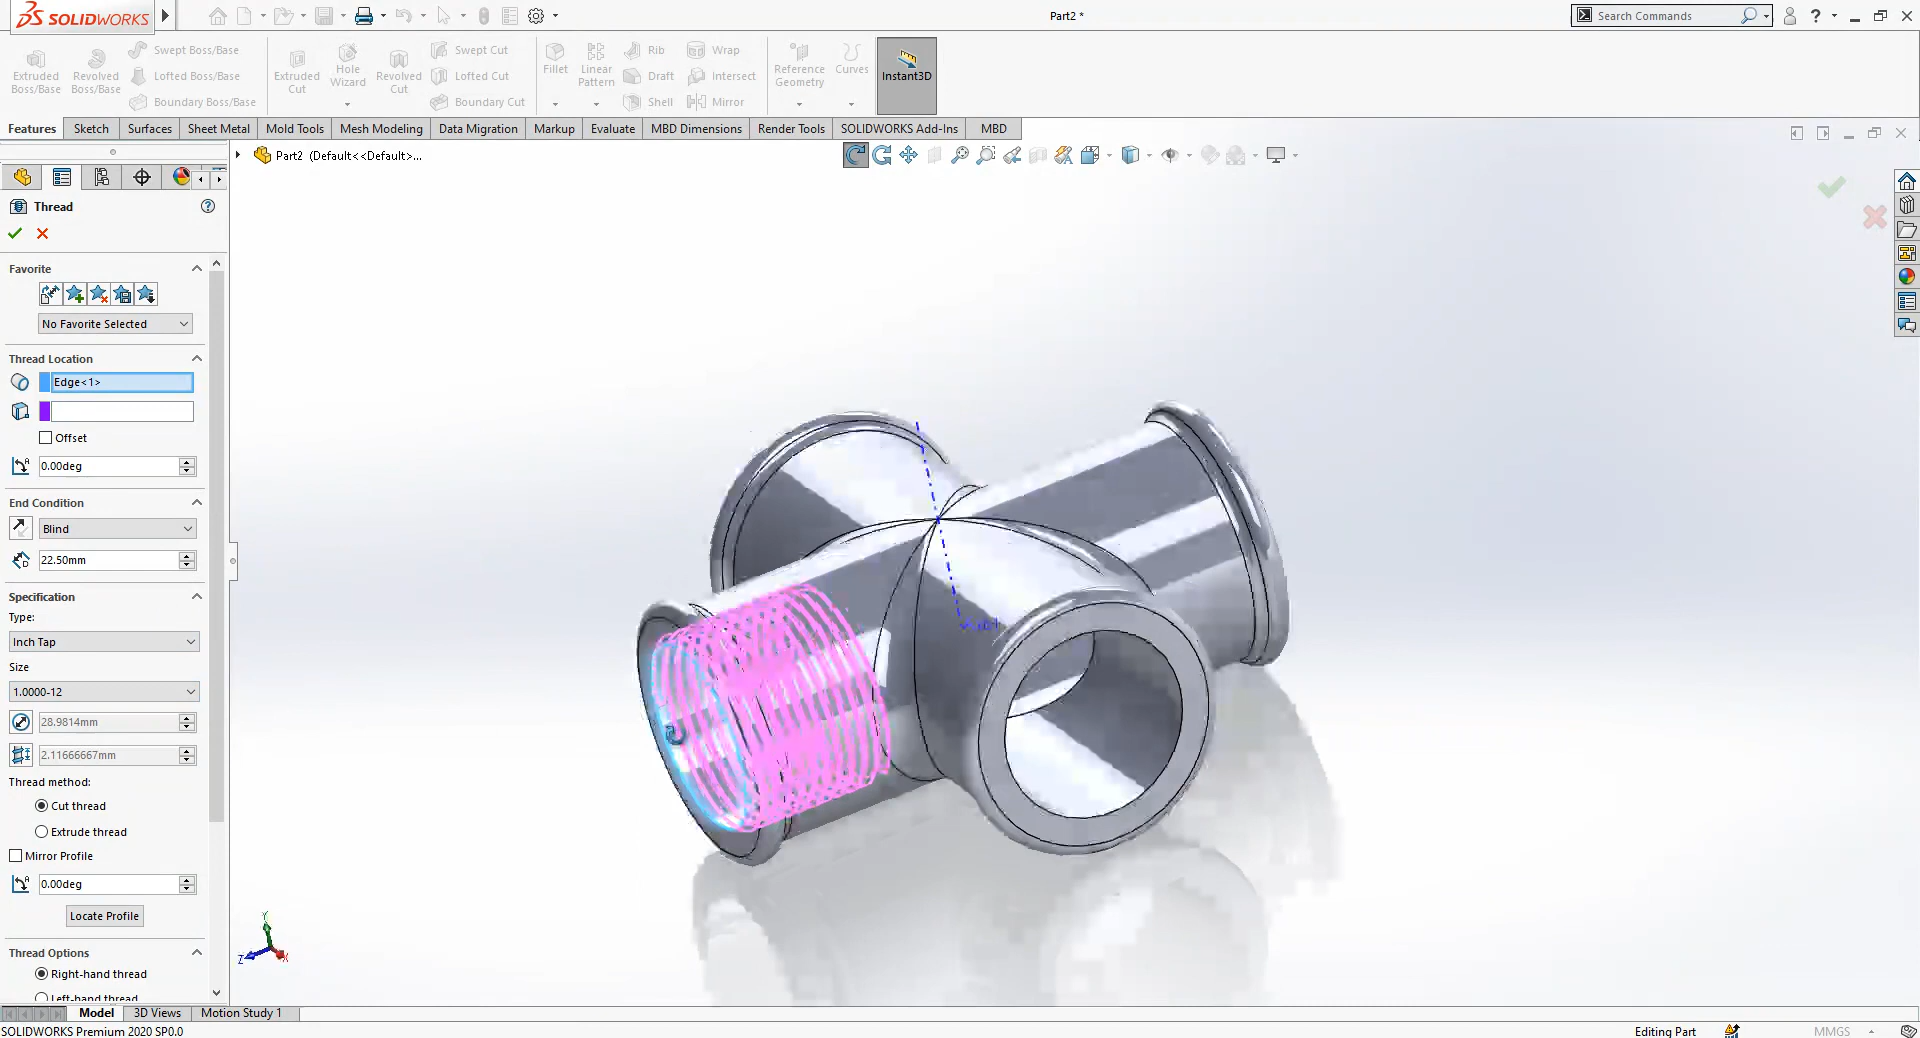 SOLIDWORKS
Part2 *
Search Commands
Extruded Boss/Base
Revolved Boss/Base
Swept Boss/Base
Lofted Boss/Base
Boundary Boss/Base
Extruded Cut
Hole Wizard
Revolved Cut
Swept Cut
Lofted Cut
Boundary Cut
Fillet
Linear Pattern
Rib
Draft
Shell
Wrap
Intersect
Mirror
Reference Geometry
Curves
Instant3D
Features
Sketch
Surfaces
Sheet Metal
Mold Tools
Mesh Modeling
Data Migration
Markup
Evaluate
MBD Dimensions
Render Tools
SOLIDWORKS Add-Ins
MBD
Part2 (Default<<Default>...
Thread
Favorite
No Favorite Selected
Thread Location
Edge<1>
Offset
0.00deg
End Condition
Blind
22.50mm
Specification
Type:
Inch Tap
Size
1.0000-12
28.9814mm
2.11666667mm
Thread method:
Cut thread
Extrude thread
Mirror Profile
0.00deg
Locate Profile
Thread Options
Right-hand thread
Left-hand thread
Y
Z
X
Model
3D Views
Motion Study 1
SOLIDWORKS Premium 2020 SP0.0
Editing Part
MMGS